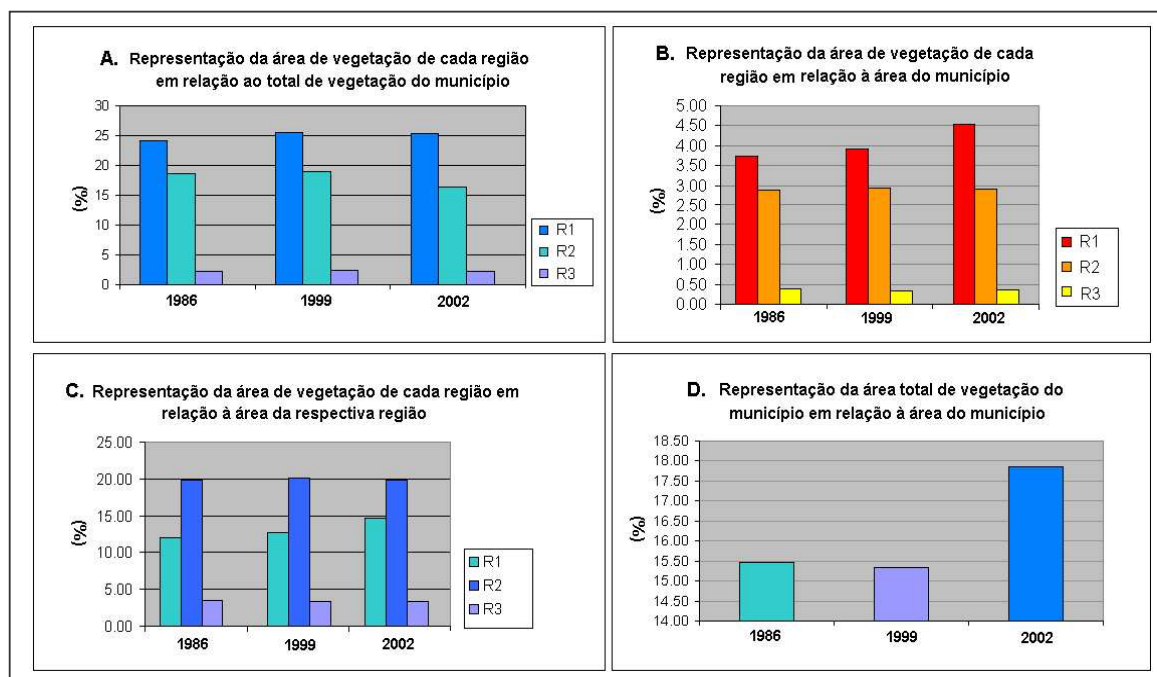 A. Representação da área de vegetação de cada região
em relação ao total de vegetação do município
30
25
20
15
10
5
0
(%)
1986
1999
2002
R1
R2
R3
B. Representação da área de vegetação de cada
região em relação à área do município
5.00
4.50
4.00
3.50
3.00
2.50
2.00
1.50
1.00
0.50
0.00
(%)
1986
1999
2002
R1
R2
R3
C. Representação da área de vegetação de cada região em
relação à área da respectiva região
25.00
20.00
15.00
10.00
5.00
0.00
(%)
1986
1999
2002
R1
R2
R3
D. Representação da área total de vegetação do
município em relação à área do município
18.50
18.00
17.50
17.00
16.50
16.00
15.50
15.00
14.50
14.00
(%)
1986
1999
2002